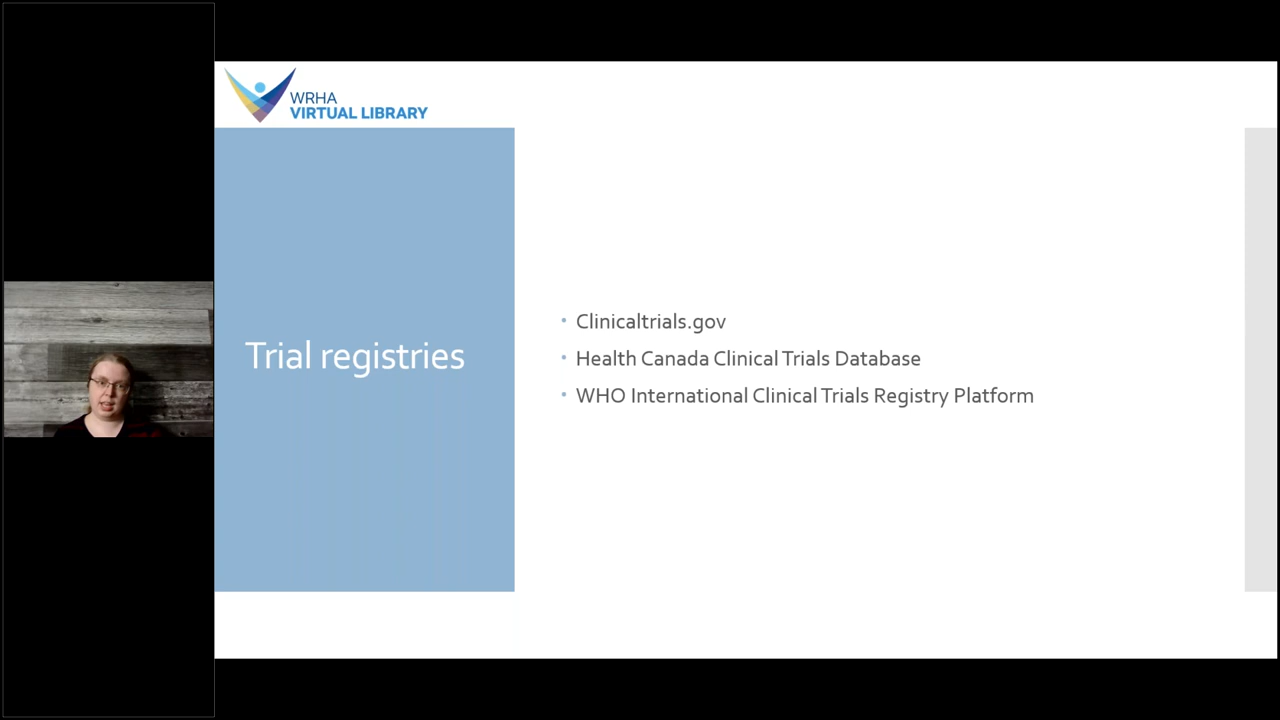 WRHA
VIRTUAL LIBRARY
Trial registries
• Clinicaltrials.gov
• Health Canada Clinical Trials Database
• WHO International Clinical Trials Registry Platform